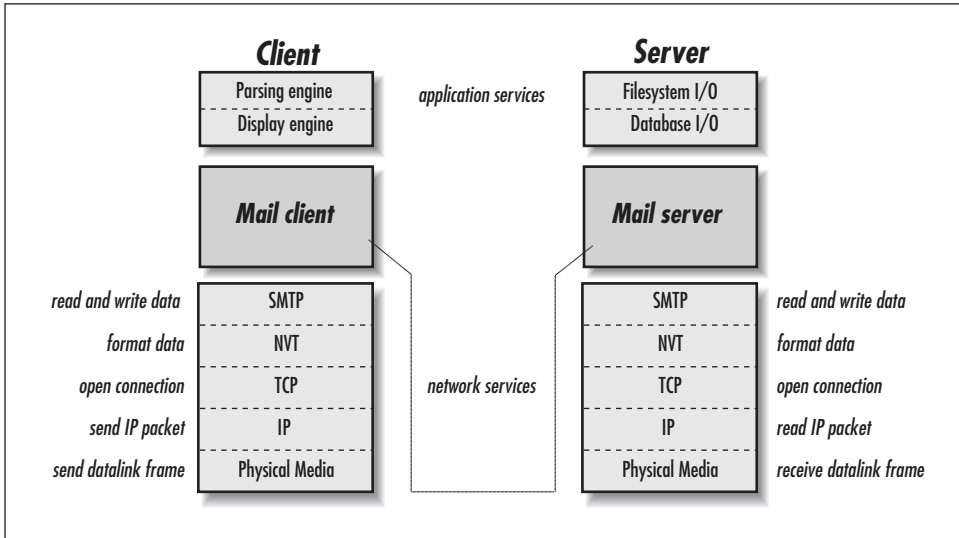 Client
Server
Parsing engine
application services
Filesystem I/O
Display engine
Database I/O
Mail client
Mail server
read and write data
SMTP
SMTP
read and write data
format data
NVT
NVT
format data
open connection
TCP
network services
TCP
open connection
send IP packet
IP
IP
read IP packet
send datalink frame
Physical Media
Physical Media
receive datalink frame